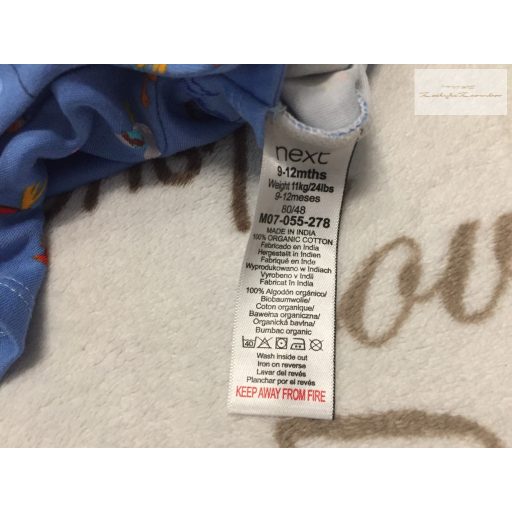 next
9-12mths
Weight 11kg/24lbs
9-12meses
80/48
M07-055-278
MADE IN INDIA
100% ORGANIC COTTON
Fabricado en India
Hergestellt in Indien
Fabriqué en Inde
Wyprodukowano w Indiach
Vyrobeno v Indii
Fabricat în India
100% Algodón orgánico/
Biobaumwolle/
Coton organique/
Bawełna organiczna/
Organická bavlna/
Bumbac organic
40
Wash inside out
Iron on reverse
Lavar del revés
Planchar por el revés
KEEP AWAY FROM FIRE